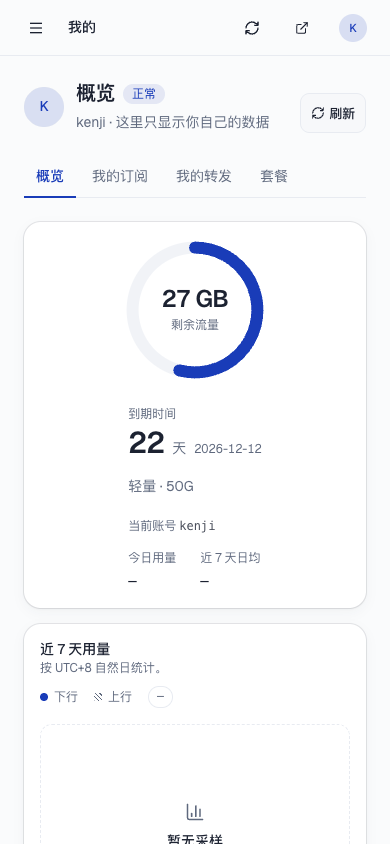 我的
K
K
概览 正常
kenji · 这里只显示你自己的数据
刷新
概览 我的订阅 我的转发 套餐
27 GB
剩余流量
到期时间
22 天 2026-12-12
轻量 · 50G
当前账号 kenji
今日用量 近 7 天日均
– –
近 7 天用量
按 UTC+8 自然日统计。
下行 上行 –
暂无采样